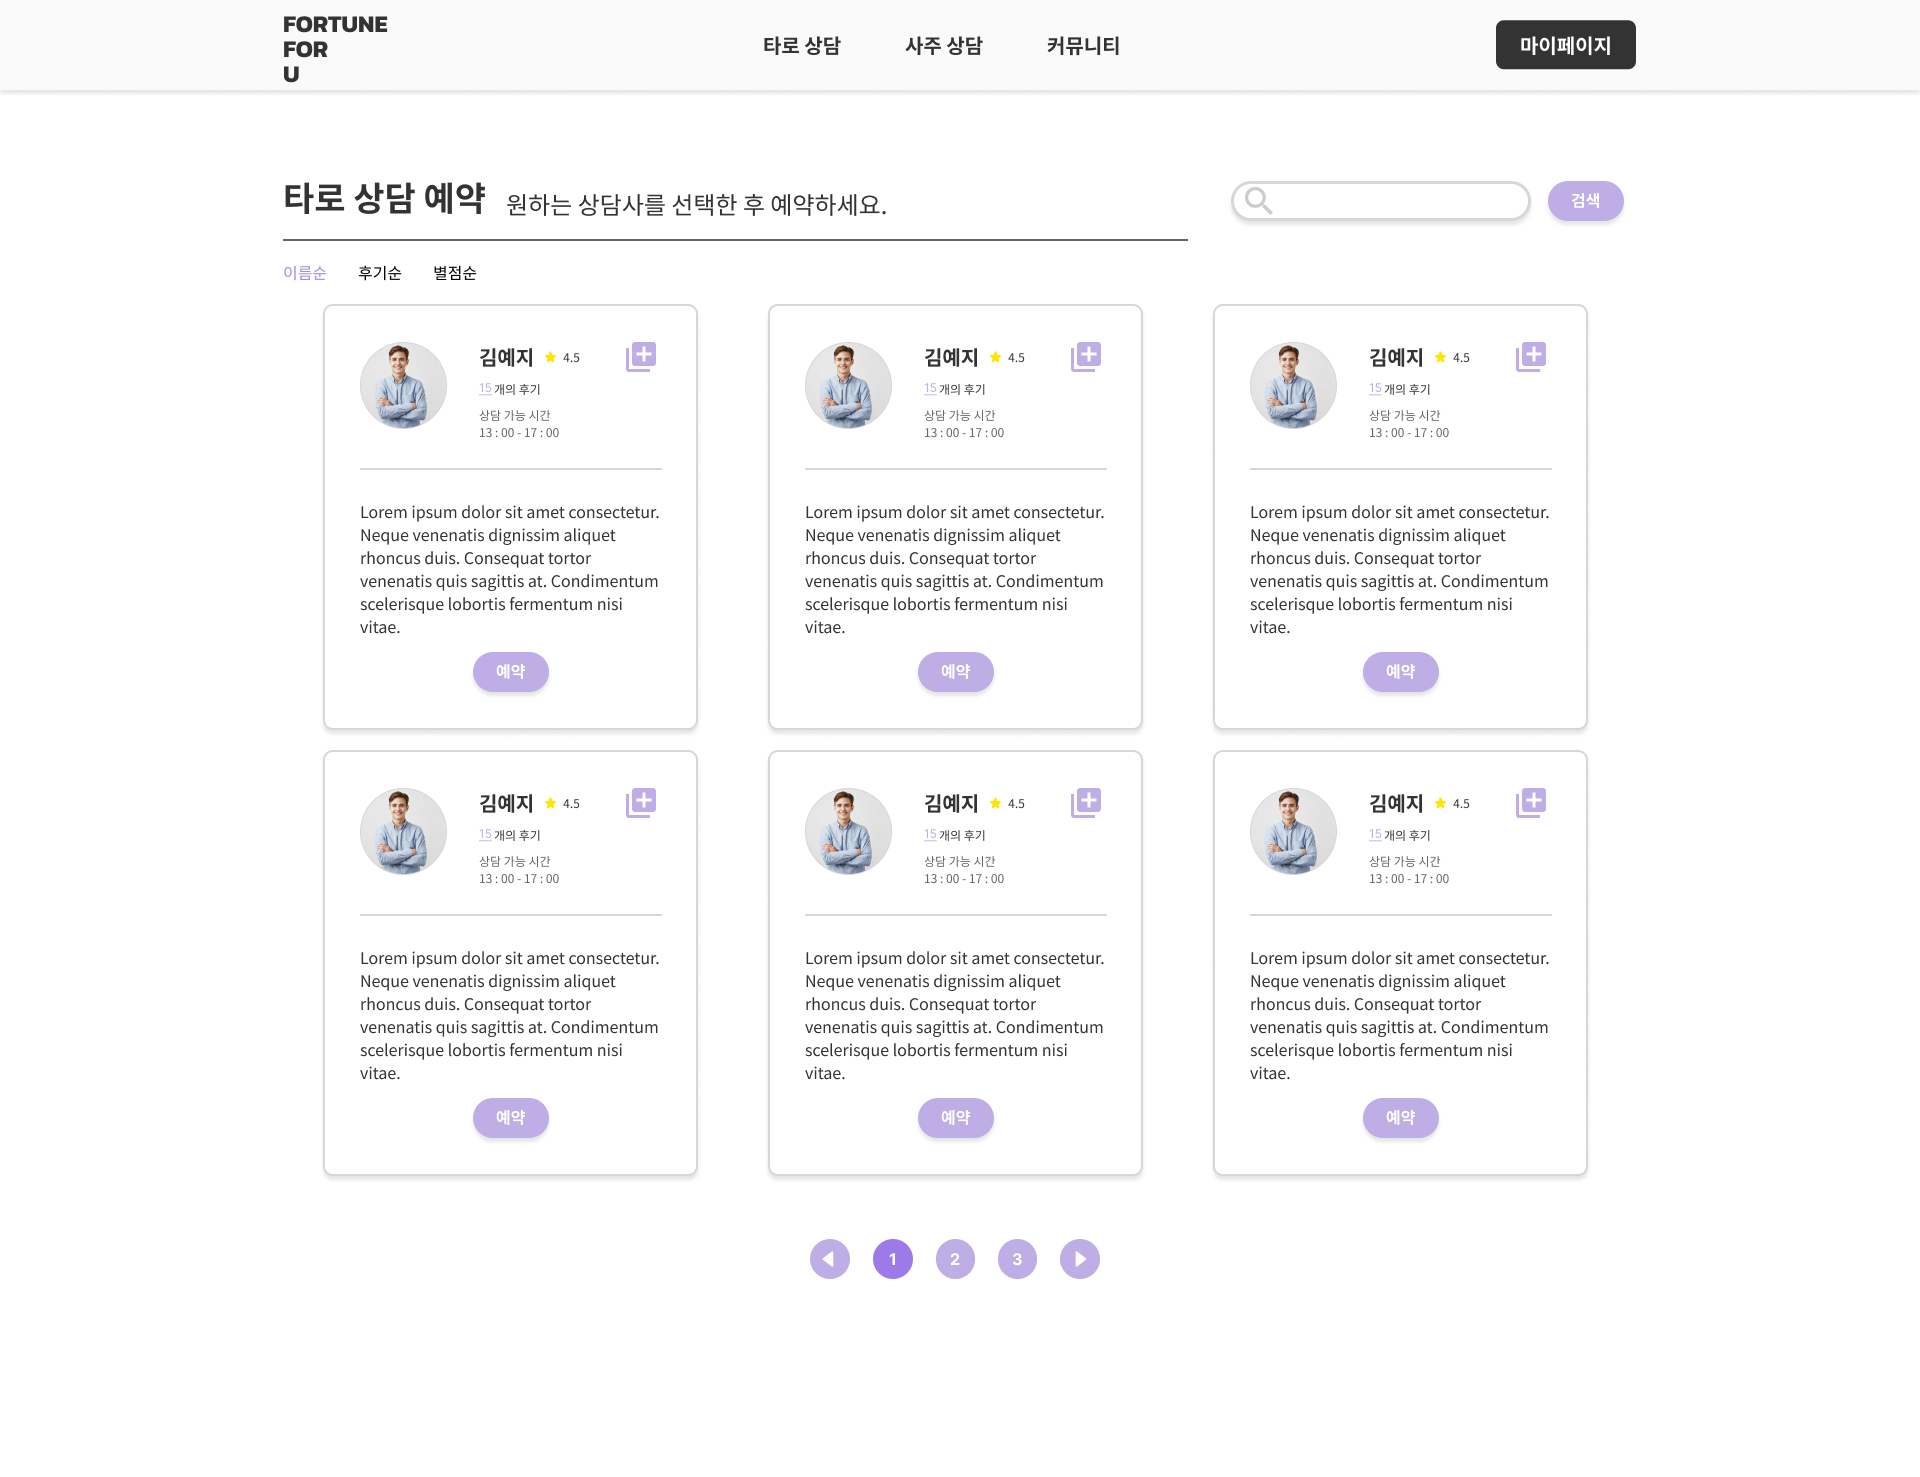 FORTUNE
FOR
U
타로 상담
사주 상담
커뮤니티
마이페이지
타로 상담 예약 원하는 상담사를 선택한 후 예약하세요.
검색
이름순 후기순 별점순
김예지 4.5
15 개의 후기
상담 가능 시간
13 : 00 - 17 : 00
Lorem ipsum dolor sit amet consectetur.
Neque venenatis dignissim aliquet
rhoncus duis. Consequat tortor
venenatis quis sagittis at. Condimentum
scelerisque lobortis fermentum nisi
vitae.
예약
김예지 4.5
15 개의 후기
상담 가능 시간
13 : 00 - 17 : 00
Lorem ipsum dolor sit amet consectetur.
Neque venenatis dignissim aliquet
rhoncus duis. Consequat tortor
venenatis quis sagittis at. Condimentum
scelerisque lobortis fermentum nisi
vitae.
예약
김예지 4.5
15 개의 후기
상담 가능 시간
13 : 00 - 17 : 00
Lorem ipsum dolor sit amet consectetur.
Neque venenatis dignissim aliquet
rhoncus duis. Consequat tortor
venenatis quis sagittis at. Condimentum
scelerisque lobortis fermentum nisi
vitae.
예약
김예지 4.5
15 개의 후기
상담 가능 시간
13 : 00 - 17 : 00
Lorem ipsum dolor sit amet consectetur.
Neque venenatis dignissim aliquet
rhoncus duis. Consequat tortor
venenatis quis sagittis at. Condimentum
scelerisque lobortis fermentum nisi
vitae.
예약
김예지 4.5
15 개의 후기
상담 가능 시간
13 : 00 - 17 : 00
Lorem ipsum dolor sit amet consectetur.
Neque venenatis dignissim aliquet
rhoncus duis. Consequat tortor
venenatis quis sagittis at. Condimentum
scelerisque lobortis fermentum nisi
vitae.
예약
김예지 4.5
15 개의 후기
상담 가능 시간
13 : 00 - 17 : 00
Lorem ipsum dolor sit amet consectetur.
Neque venenatis dignissim aliquet
rhoncus duis. Consequat tortor
venenatis quis sagittis at. Condimentum
scelerisque lobortis fermentum nisi
vitae.
예약
1 2 3